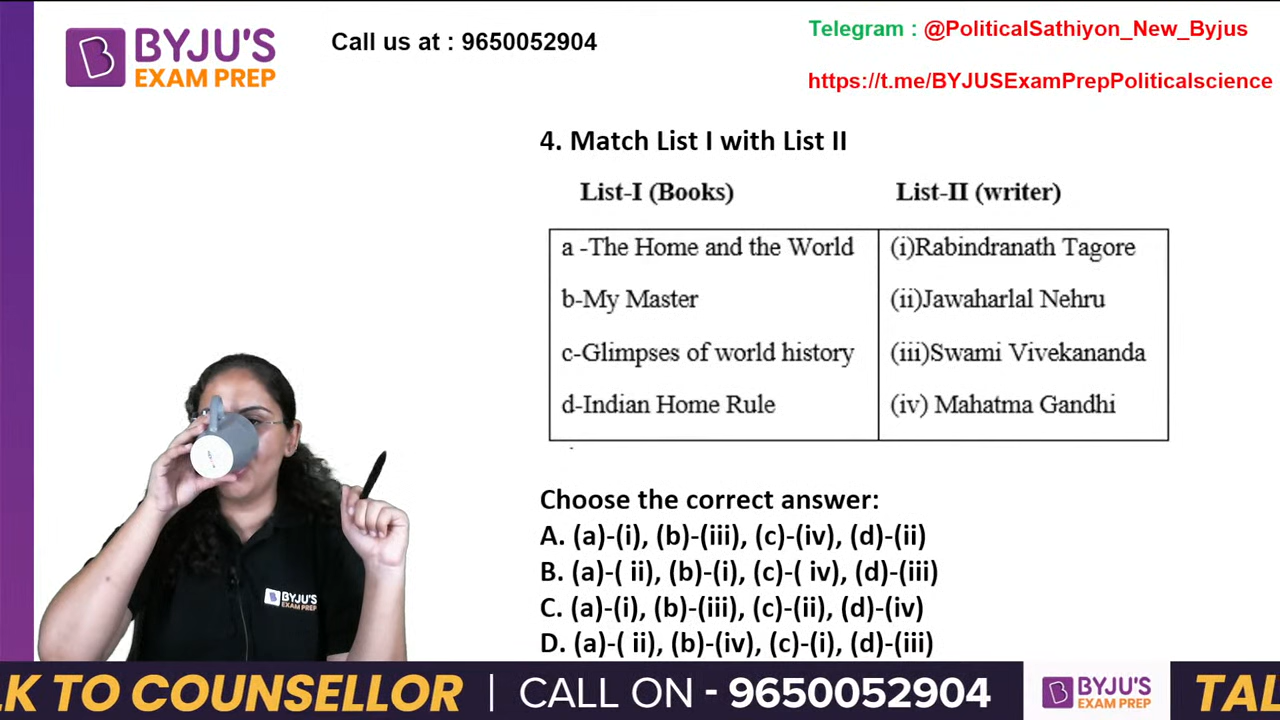 BYJU'S
EXAM PREP
Call us at : 9650052904
Telegram : @PoliticalSathiyon_New_Byjus
https://t.me/BYJUSExamPrepPoliticalscience
4. Match List I with List II
List-I (Books) List-II (writer)
a -The Home and the World (i)Rabindranath Tagore
b-My Master (ii)Jawaharlal Nehru
c-Glimpses of world history (iii)Swami Vivekananda
d-Indian Home Rule (iv) Mahatma Gandhi
Choose the correct answer:
A. (a)-(i), (b)-(iii), (c)-(iv), (d)-(ii)
B. (a)-( ii), (b)-(i), (c)-( iv), (d)-(iii)
C. (a)-(i), (b)-(iii), (c)-(ii), (d)-(iv)
D. (a)-( ii), (b)-(iv), (c)-(i), (d)-(iii)
BYJU'S
EXAM PREP
LK TO COUNSELLOR | CALL ON - 9650052904
BYJU'S
EXAM PREP
TAL